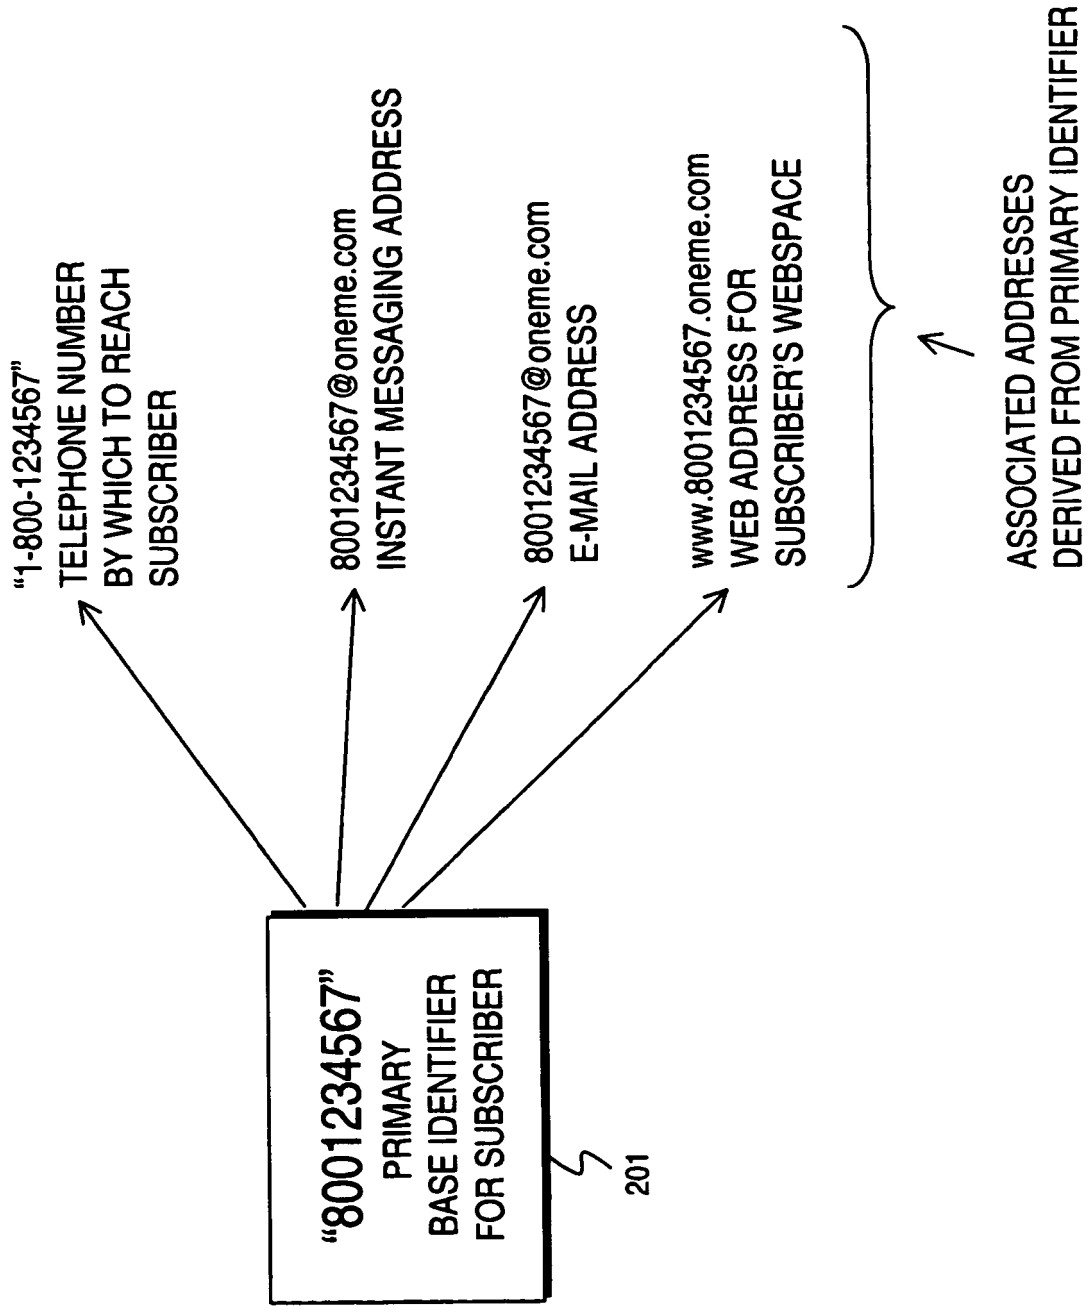 “1-800-1234567”
TELEPHONE NUMBER
BY WHICH TO REACH
SUBSCRIBER
8001234567@oneme.com
INSTANT MESSAGING ADDRESS
8001234567@oneme.com
E-MAIL ADDRESS
www.8001234567.oneme.com
WEB ADDRESS FOR
SUBSCRIBER'S WEBSPACE
“8001234567”
PRIMARY
BASE IDENTIFIER
FOR SUBSCRIBER
201
ASSOCIATED ADDRESSES
DERIVED FROM PRIMARY IDENTIFIER